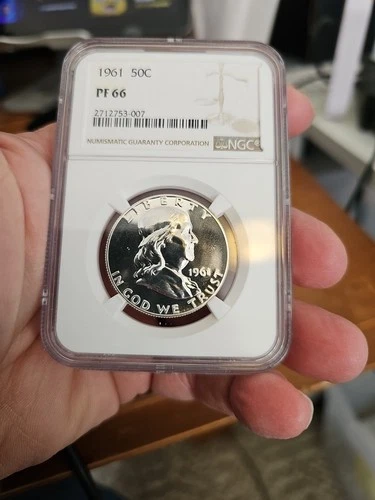 1961 50C
PF 66
2712753-007
NUMISMATIC GUARANTY CORPORATION
NGC
LIBERTY
1961
IN GOD WE TRUST